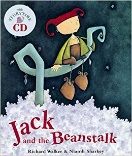 CD
Jack
and the Beanstalk
Richard Walker & Niamh Sharkey